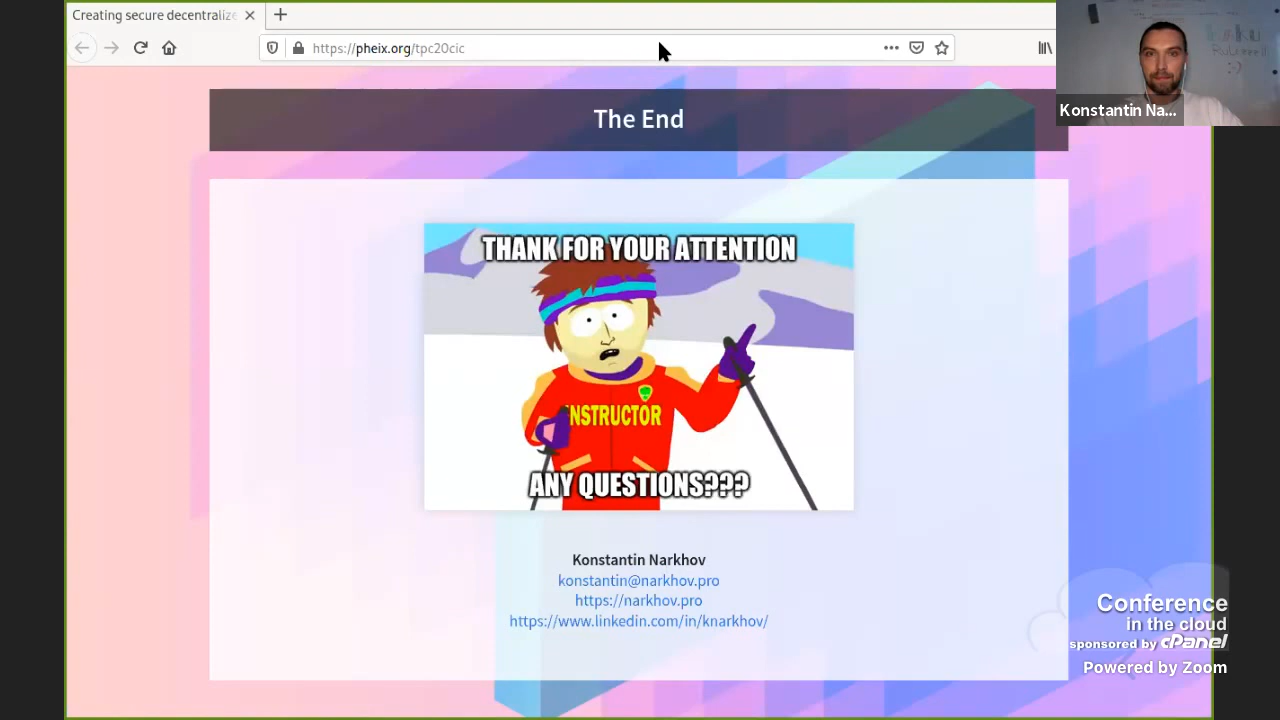 Creating secure decentralize
https://pheix.org/tpc20cic
Konstantin Na...
The End
THANK FOR YOUR ATTENTION
INSTRUCTOR
ANY QUESTIONS???
Konstantin Narkhov
konstantin@narkhov.pro
https://narkhov.pro
https://www.linkedin.com/in/knarkhov/
Conference
in the cloud
sponsored by cPanel
Powered by Zoom